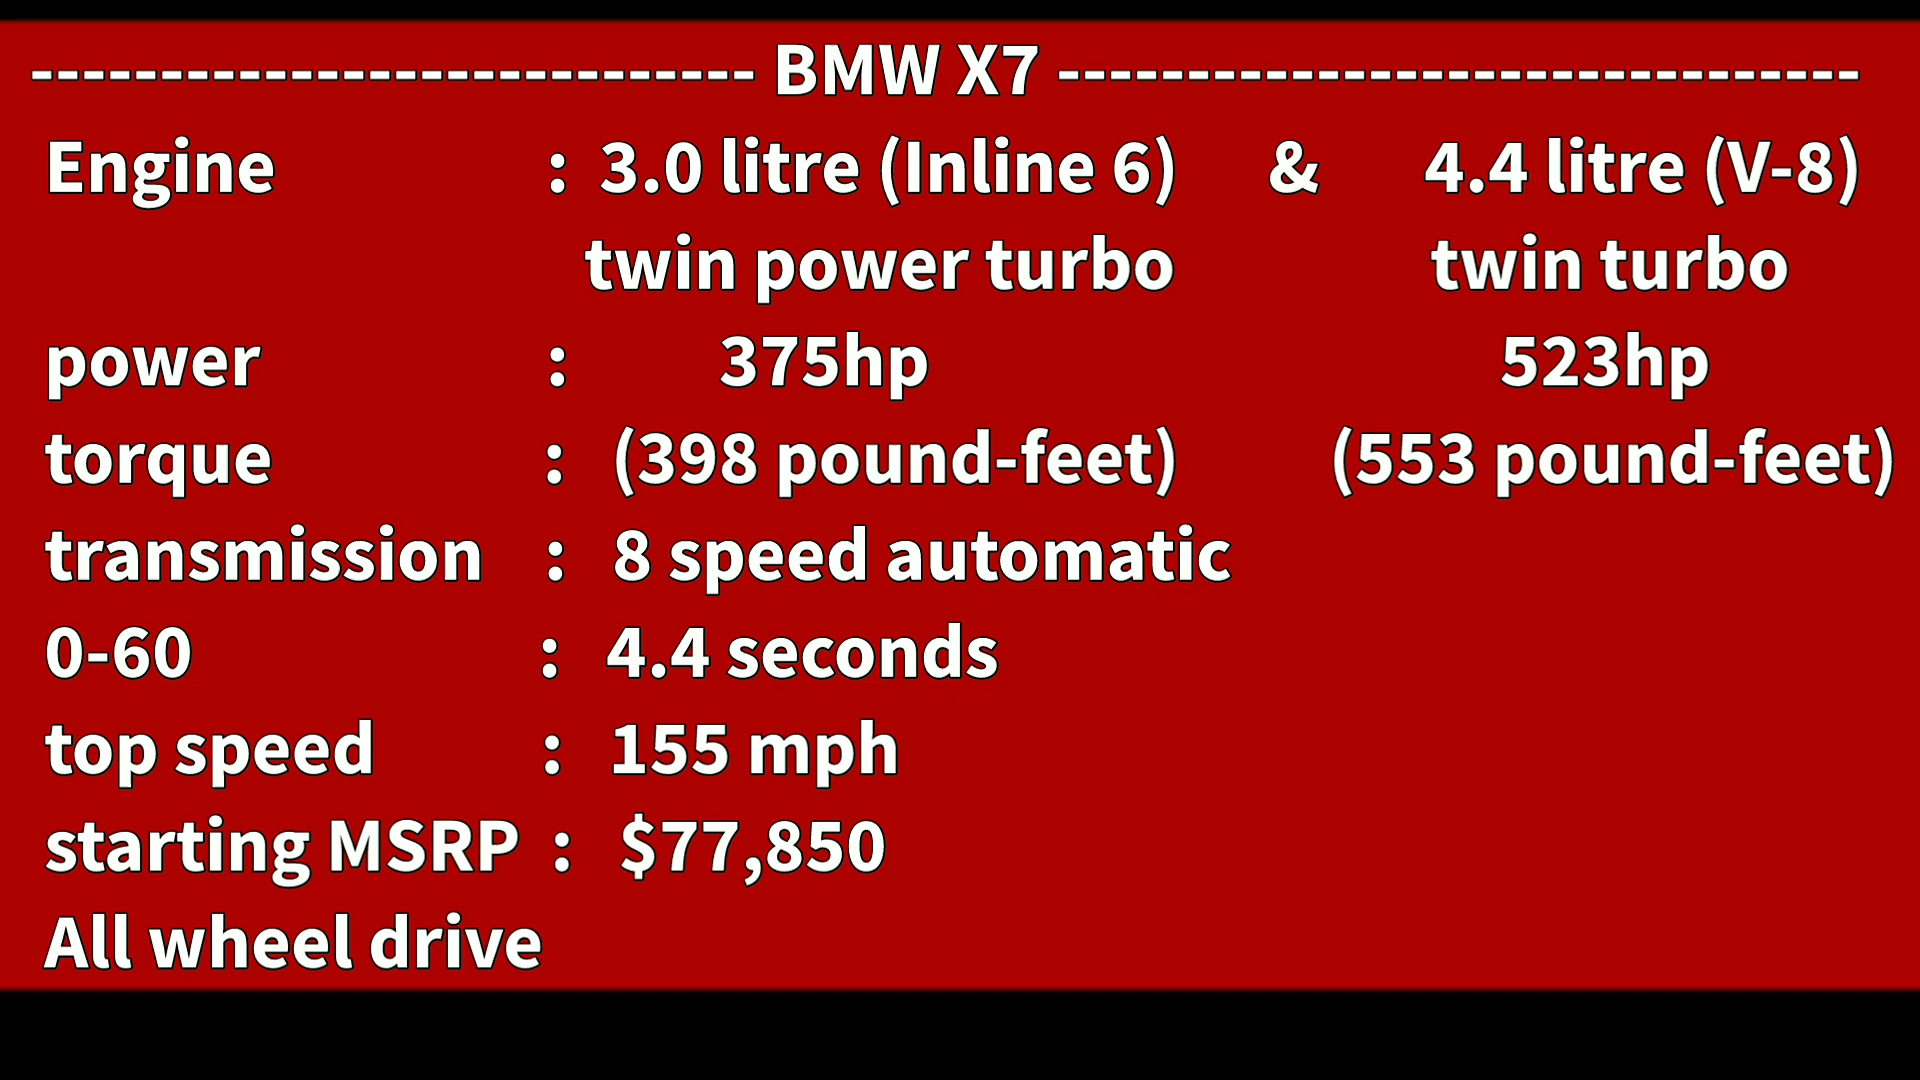 ---------------------------- BMW X7 -------------------------------
Engine : 3.0 litre (Inline 6) & 4.4 litre (V-8)
twin power turbo twin turbo
power : 375hp 523hp
torque : (398 pound-feet) (553 pound-feet)
transmission : 8 speed automatic
0-60 : 4.4 seconds
top speed : 155 mph
starting MSRP : $77,850
All wheel drive